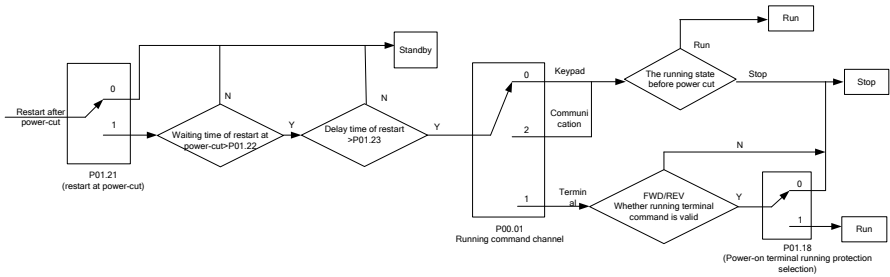 Run
Run
Standby
0
N
N
Restart after
power-cut
1
Waiting time of restart at
power-cut>P01.22
Y
Delay time of restart
>P01.23
Y
P01.21
(restart at power-cut)
0
Keypad
The running state
before power cut
Stop
Stop
Communi
cation
2
N
1
Termin
al
FWD/REV
Whether running terminal
command is valid
Y
0
1
Run
P00.01
Running command channel
P01.18
(Power-on terminal running protection
selection)